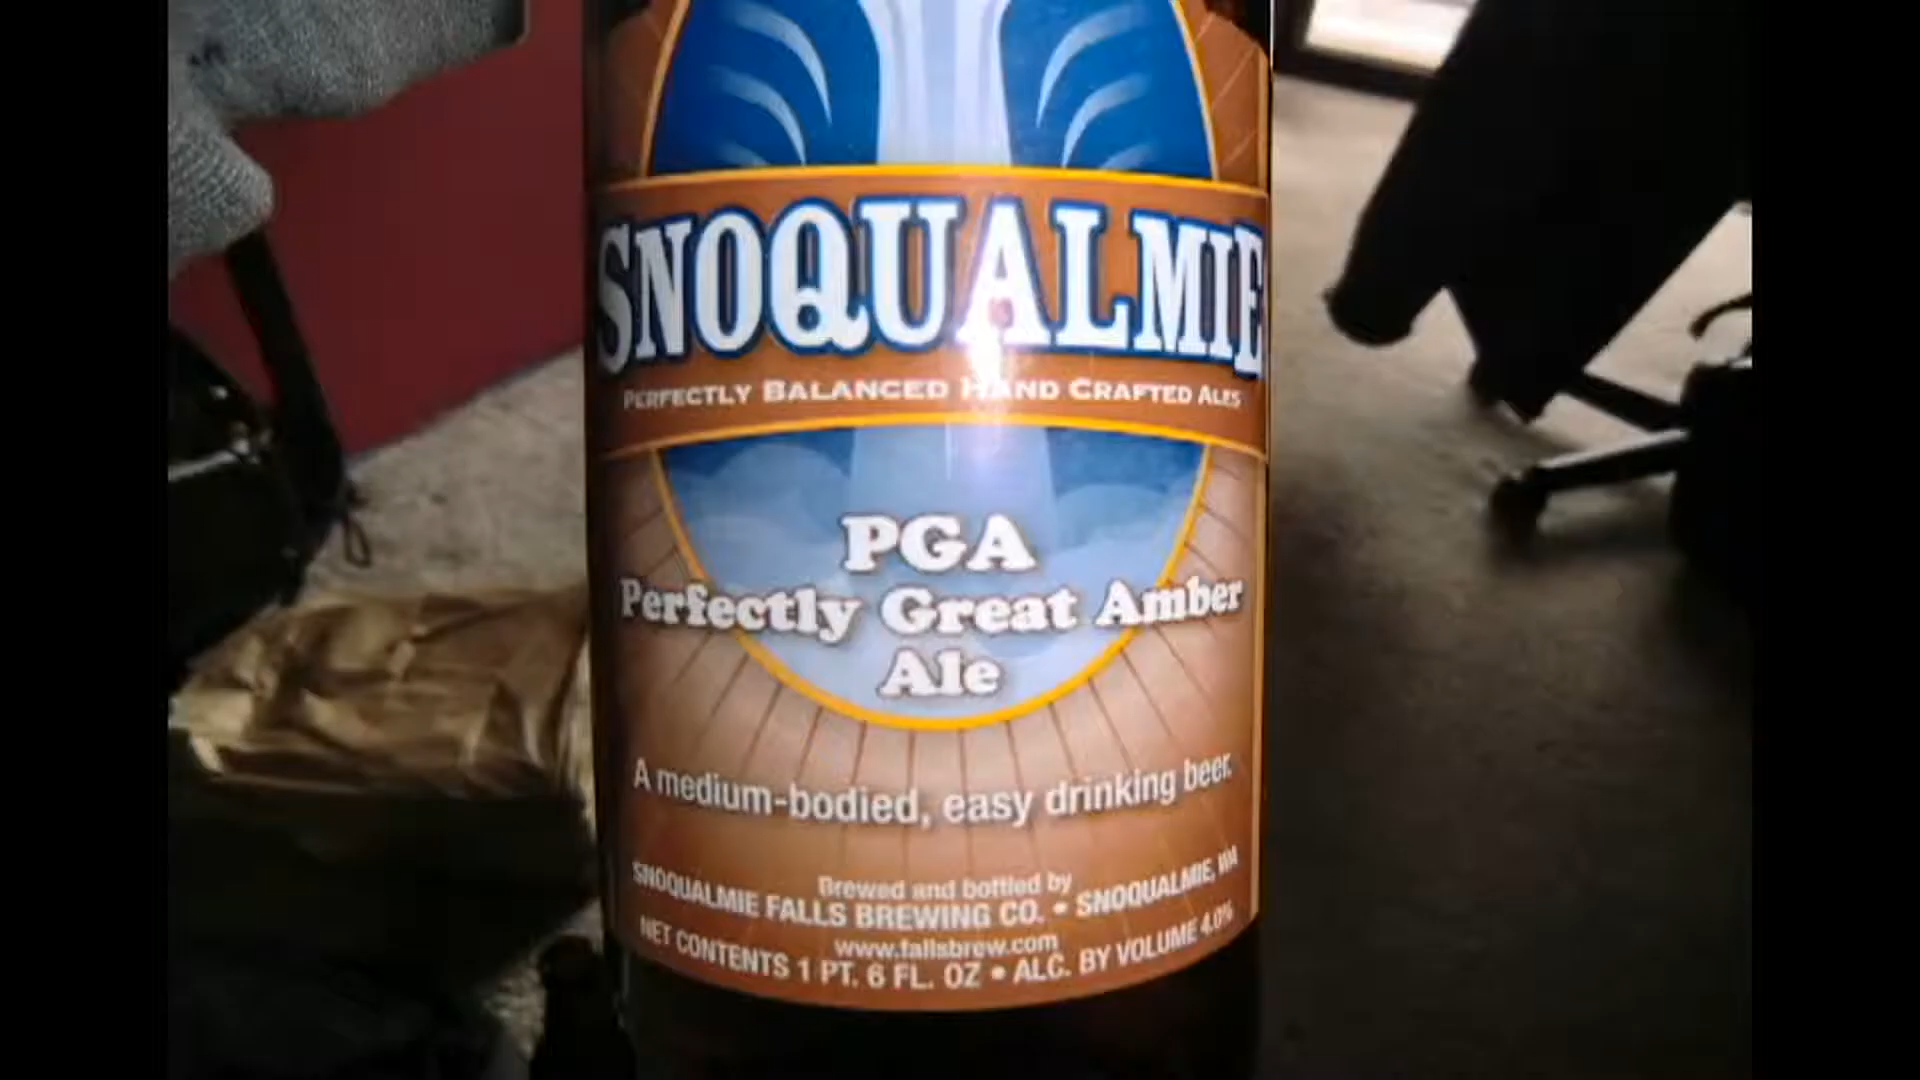 SNOQUALMIE
PERFECTLY BALANCED HAND CRAFTED ALES
PGA
Perfectly Great Amber
Ale
A medium-bodied, easy drinking beer.
Brewed and bottled by
SNOQUALMIE FALLS BREWING CO. • SNOQUALMIE, WA
www.fallsbrew.com
NET CONTENTS 1 PT. 6 FL. OZ • ALC. BY VOLUME 4.0%